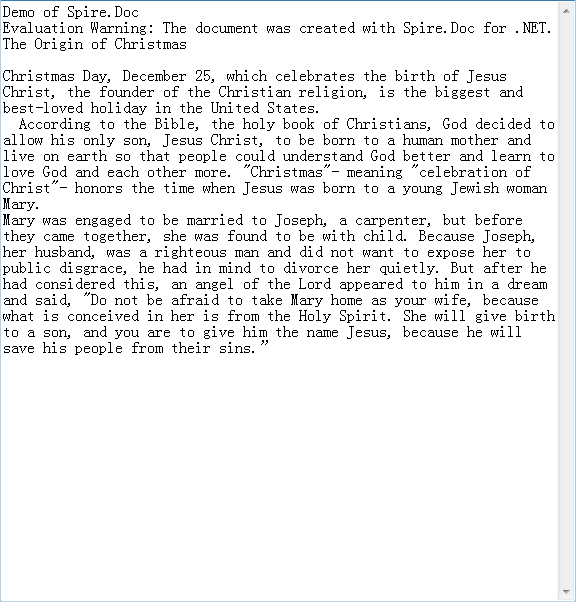 Demo of Spire.Doc
Evaluation Warning: The document was created with Spire.Doc for .NET.
The Origin of Christmas
Christmas Day, December 25, which celebrates the birth of Jesus
Christ, the founder of the Christian religion, is the biggest and
best-loved holiday in the United States.
According to the Bible, the holy book of Christians, God decided to
allow his only son, Jesus Christ, to be born to a human mother and
live on earth so that people could understand God better and learn to
love God and each other more. "Christmas"- meaning "celebration of
Christ"- honors the time when Jesus was born to a young Jewish woman
Mary.
Mary was engaged to be married to Joseph, a carpenter, but before
they came together, she was found to be with child. Because Joseph,
her husband, was a righteous man and did not want to expose her to
public disgrace, he had in mind to divorce her quietly. But after he
had considered this, an angel of the Lord appeared to him in a dream
and said, "Do not be afraid to take Mary home as your wife, because
what is conceived in her is from the Holy Spirit. She will give birth
to a son, and you are to give him the name Jesus, because he will
save his people from their sins.”